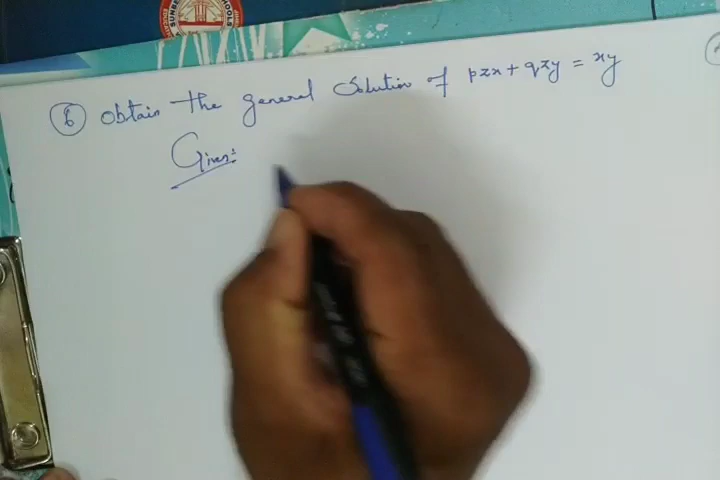 6 Obtain the general Solution of pzx + qzy = xy
Given: